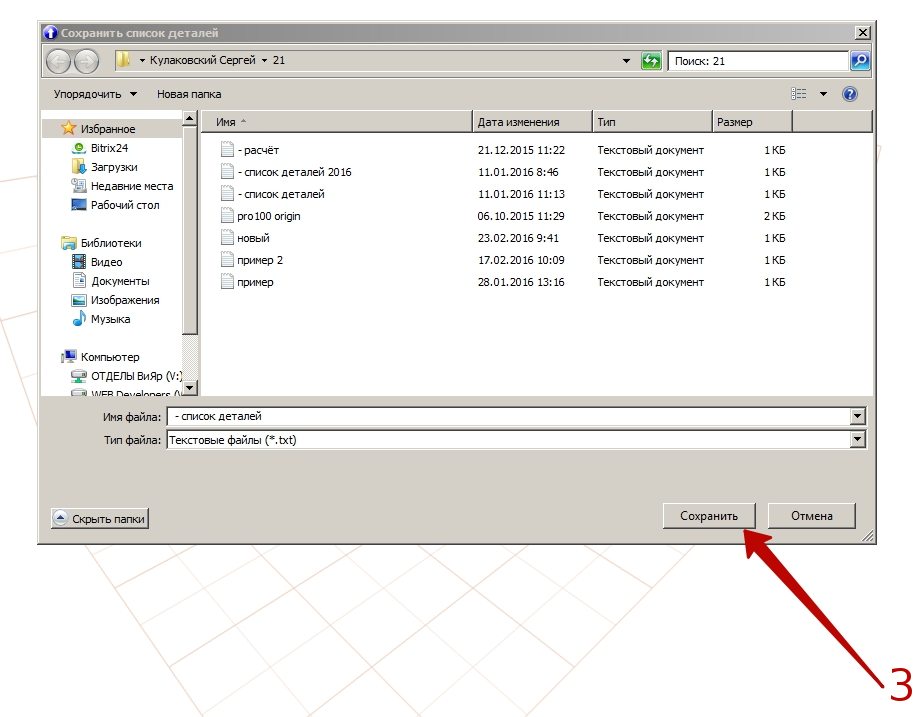 Сохранить список деталей
Кулаковский Сергей 21
Поиск: 21
Упорядочить Новая папка
Имя Дата изменения Тип Размер
Избранное
Bitrix24
Загрузки
Недавние места
Рабочий стол
Библиотеки
Видео
Документы
Изображения
Музыка
Компьютер
ОТДЕЛЫ ВиЯр (V:)
WEB Developers (W
- расчёт 21.12.2015 11:22 Текстовый документ 1 КБ
- список деталей 2016 11.01.2016 8:46 Текстовый документ 1 КБ
- список деталей 11.01.2016 11:13 Текстовый документ 1 КБ
pro100 origin 06.10.2015 11:29 Текстовый документ 2 КБ
новый 23.02.2016 9:41 Текстовый документ 1 КБ
пример 2 17.02.2016 10:09 Текстовый документ 1 КБ
пример 28.01.2016 13:16 Текстовый документ 1 КБ
Имя файла: - список деталей
Тип файла: Текстовые файлы (*.txt)
Скрыть папки
Сохранить Отмена
3